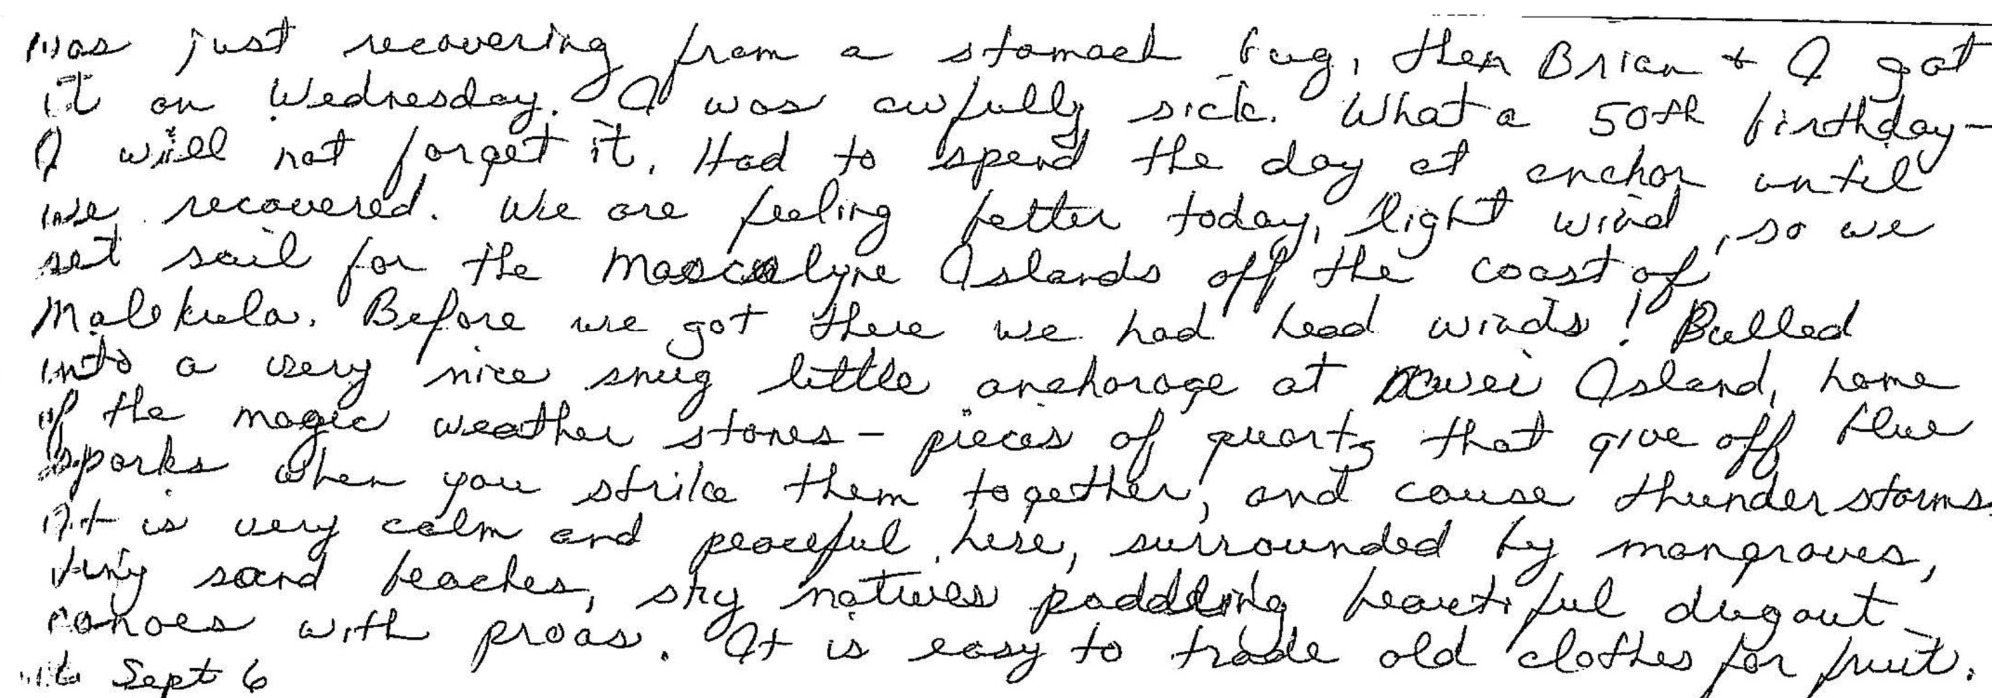 was just recovering from a stomach bug, then Brian + I got
it on Wednesday. I was awfully sick. What a 50th birthday—
I will not forget it. Had to spend the day at anchor until
we recovered. We are feeling better today, light wind, so we
set sail for the Mascalyne Islands off the coast of
Malekula. Before we got there we had head winds! Pulled
into a very nice snug little anchorage at Awei Island, home
of the magic weather stones — pieces of quartz that give off blue
sparks when you strike them together, and cause thunderstorms.
It is very calm and peaceful here, surrounded by mangroves,
tiny sand beaches, shy natives paddling beautiful dugout
canoes with proas. It is easy to trade old clothes for fruit.
Sept 6